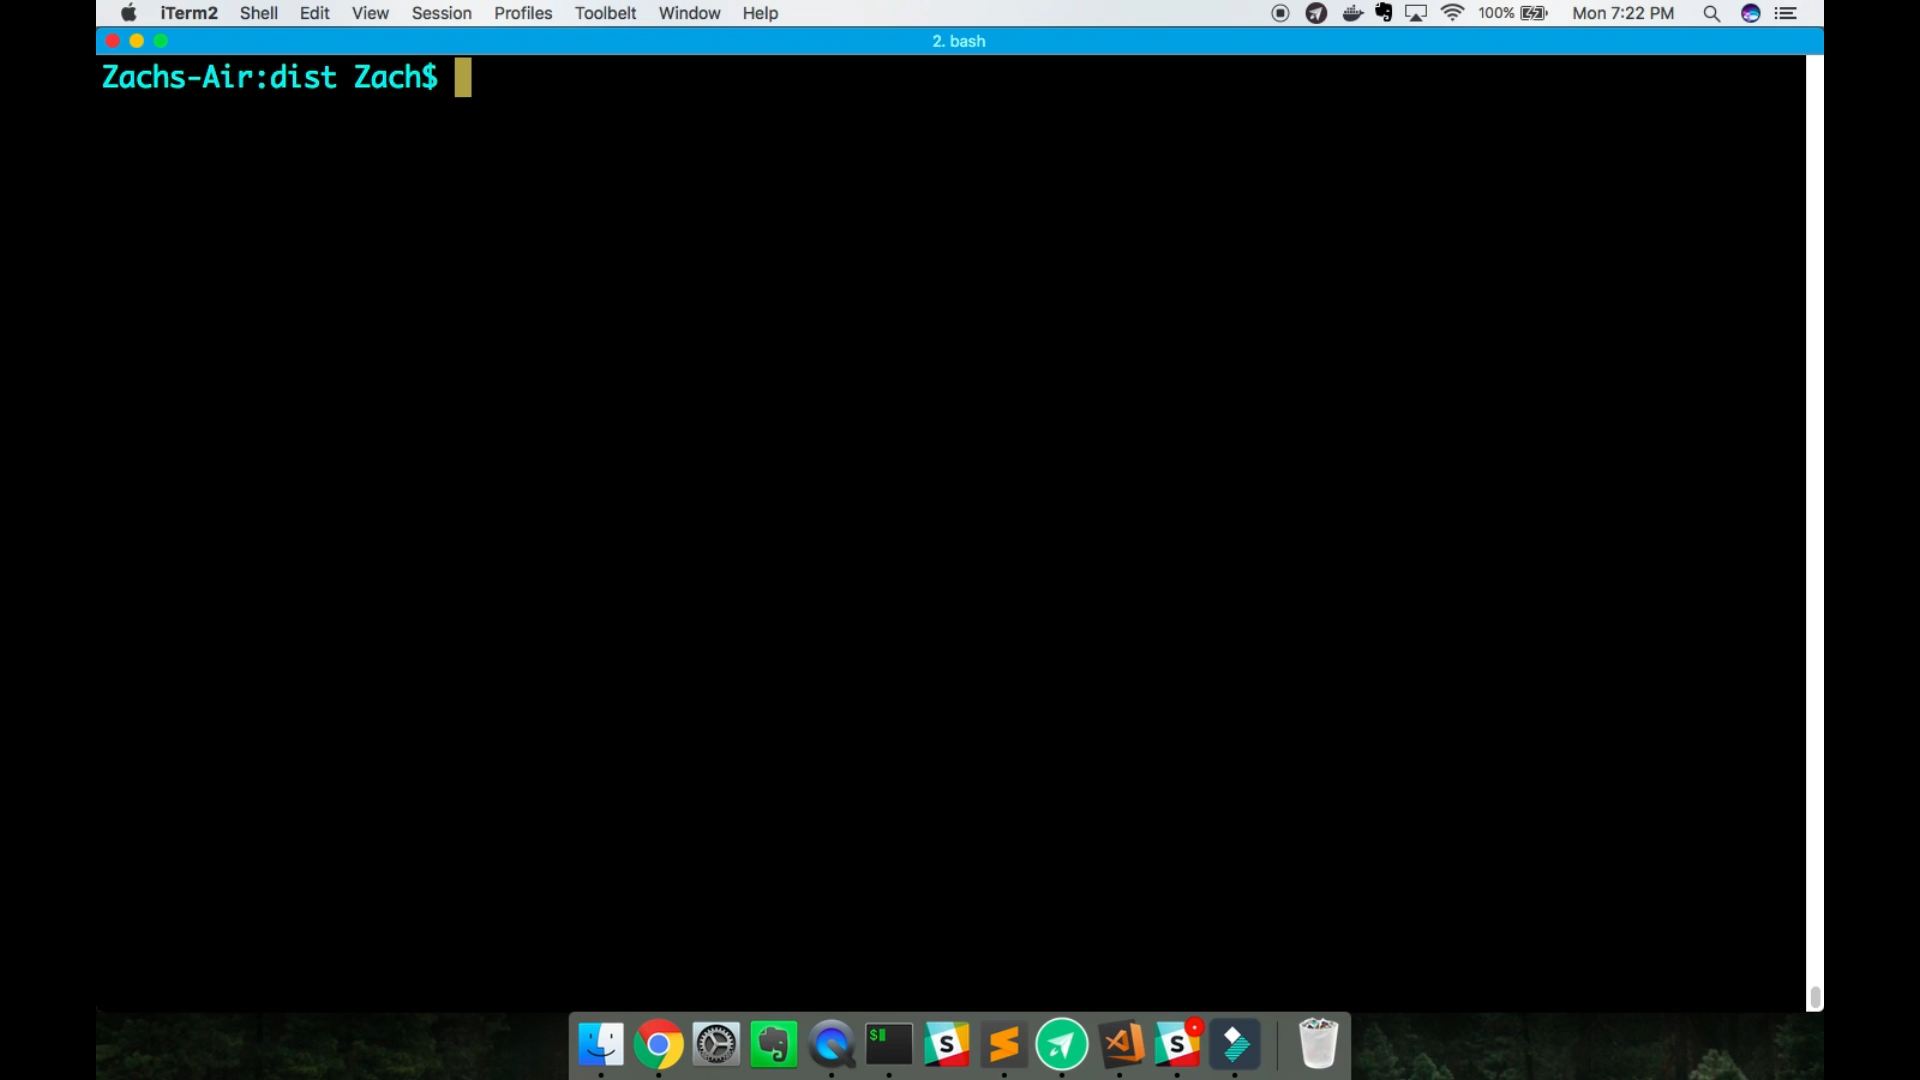 iTerm2 Shell Edit View Session Profiles Toolbelt Window Help 100% Mon 7:22 PM
2. bash
Zachs-Air:dist Zach$
$
S
S